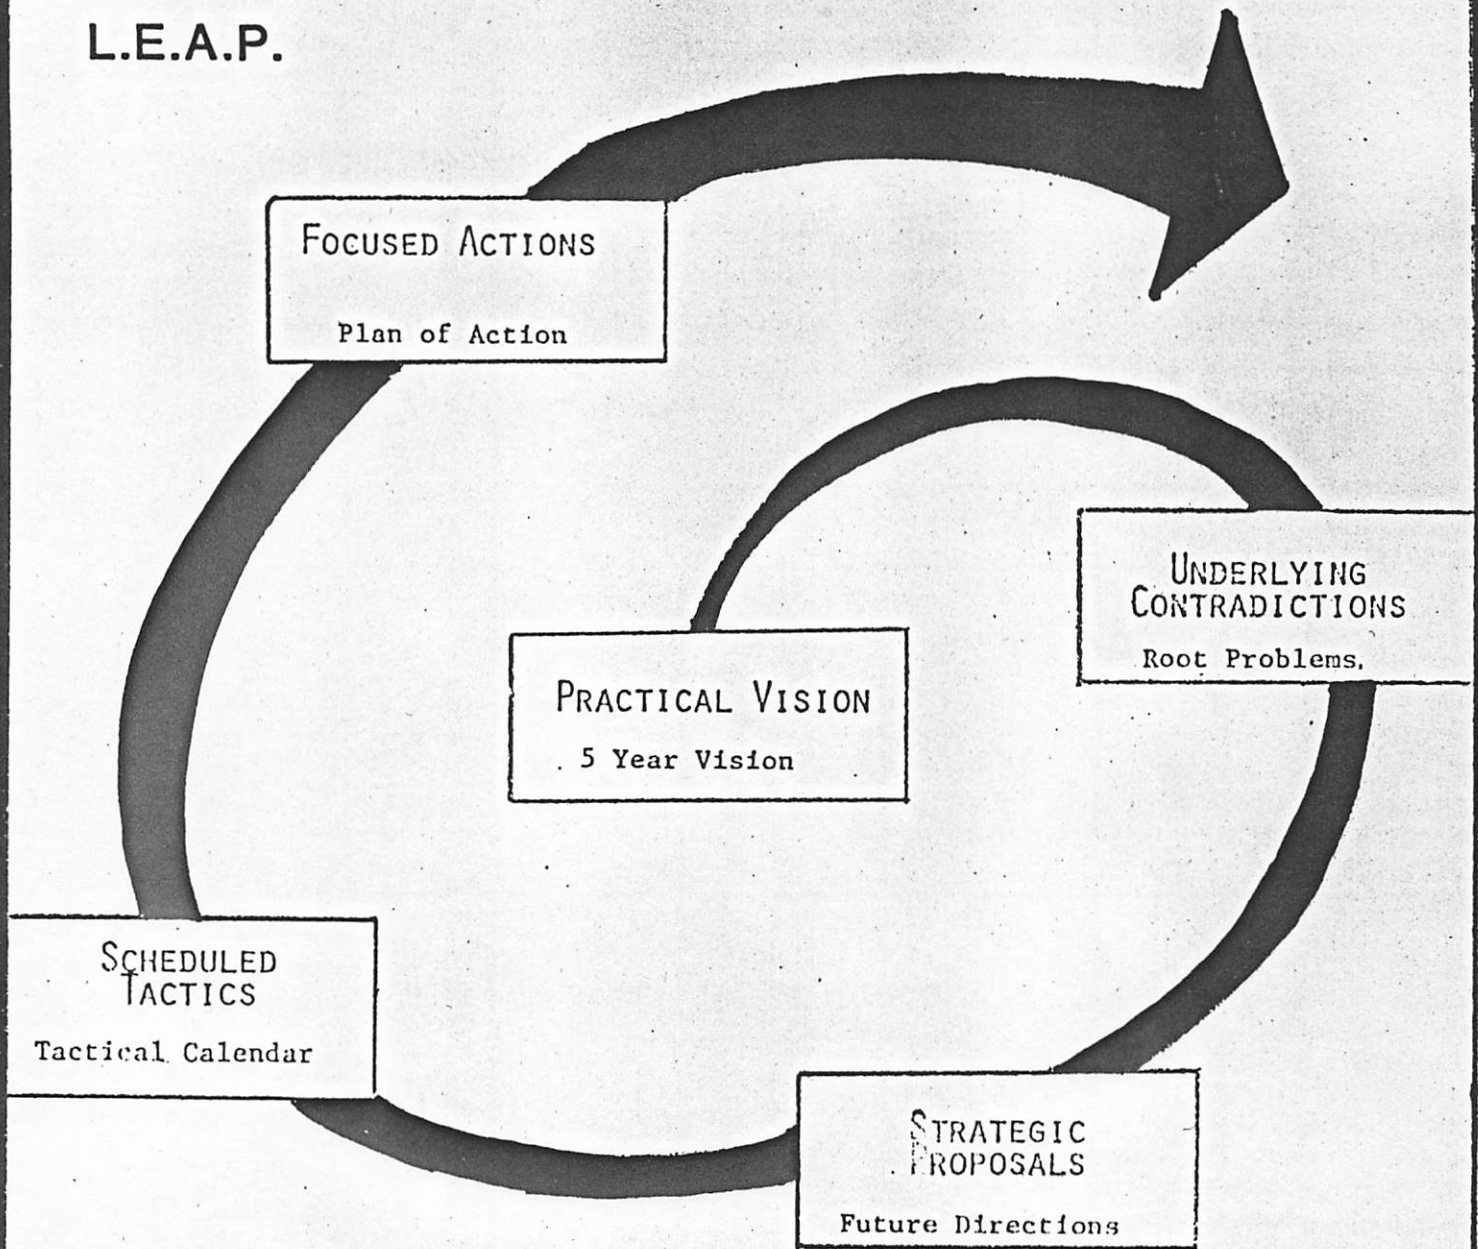 L.E.A.P.
FOCUSED ACTIONS
Plan of Action
UNDERLYING
CONTRADICTIONS
Root Problems.
PRACTICAL VISION
5 Year Vision
SCHEDULED
TACTICS
Tactical Calendar
STRATEGIC
PROPOSALS
Future Directions